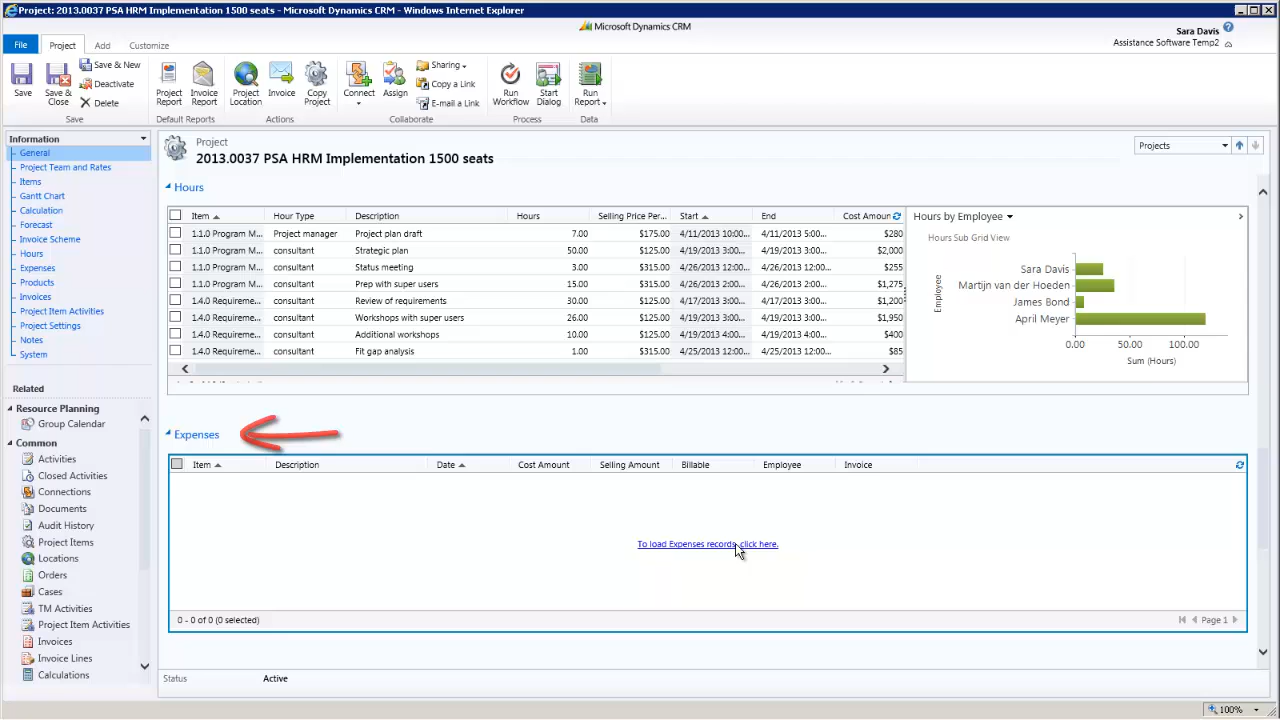 Project: 2013.0037 PSA HRM Implementation 1500 seats - Microsoft Dynamics CRM - Windows Internet Explorer
Microsoft Dynamics CRM
Sara Davis
Assistance Software Temp2
File Project Add Customize
Save
Save & Close
Save & New
Deactivate
Delete
Project Report
Invoice Report
Project Location
Invoice
Copy Project
Connect
Assign
Sharing
Copy a Link
E-mail a Link
Run Workflow
Start Dialog
Run Report
Save Default Reports Actions Collaborate Process Data
Information
General
Project Team and Rates
Items
Gantt Chart
Calculation
Forecast
Invoice Scheme
Hours
Expenses
Products
Invoices
Project Item Activities
Project Settings
Notes
System
Related
Resource Planning
Group Calendar
Common
Activities
Closed Activities
Connections
Documents
Audit History
Project Items
Locations
Orders
Cases
TM Activities
Project Item Activities
Invoices
Invoice Lines
Calculations
Project
2013.0037 PSA HRM Implementation 1500 seats
Projects
Hours
Item Hour Type Description Hours Selling Price Per... Start End Cost Amoun
1.1.0 Program M... Project manager Project plan draft 7.00 $175.00 4/11/2013 10:00... 4/11/2013 5:00... $280
1.1.0 Program M... consultant Strategic plan 50.00 $125.00 4/19/2013 3:00... 4/19/2013 3:00... $2,000
1.1.0 Program M... consultant Status meeting 3.00 $315.00 4/26/2013 12:00... 4/26/2013 12:00... $255
1.1.0 Program M... consultant Prep with super users 15.00 $315.00 4/26/2013 2:00... 4/26/2013 2:00... $1,275
1.4.0 Requireme... consultant Review of requirements 30.00 $125.00 4/17/2013 3:00... 4/17/2013 3:00... $1,200
1.4.0 Requireme... consultant Workshops with super users 26.00 $125.00 4/19/2013 3:00... 4/19/2013 3:00... $1,950
1.4.0 Requireme... consultant Additional workshops 10.00 $125.00 4/19/2013 3:00... 4/19/2013 4:00... $400
1.4.0 Requireme... consultant Fit gap analysis 1.00 $315.00 4/25/2013 12:00... 4/25/2013 12:00... $85
Hours by Employee
Hours Sub Grid View
Employee
Sara Davis
Martijn van der Hoeden
James Bond
April Meyer
0.00 50.00 100.00
Sum (Hours)
Expenses
Item Description Date Cost Amount Selling Amount Billable Employee Invoice
To load Expenses records, click here.
0 - 0 of 0 (0 selected)
Page 1
Status Active
100%